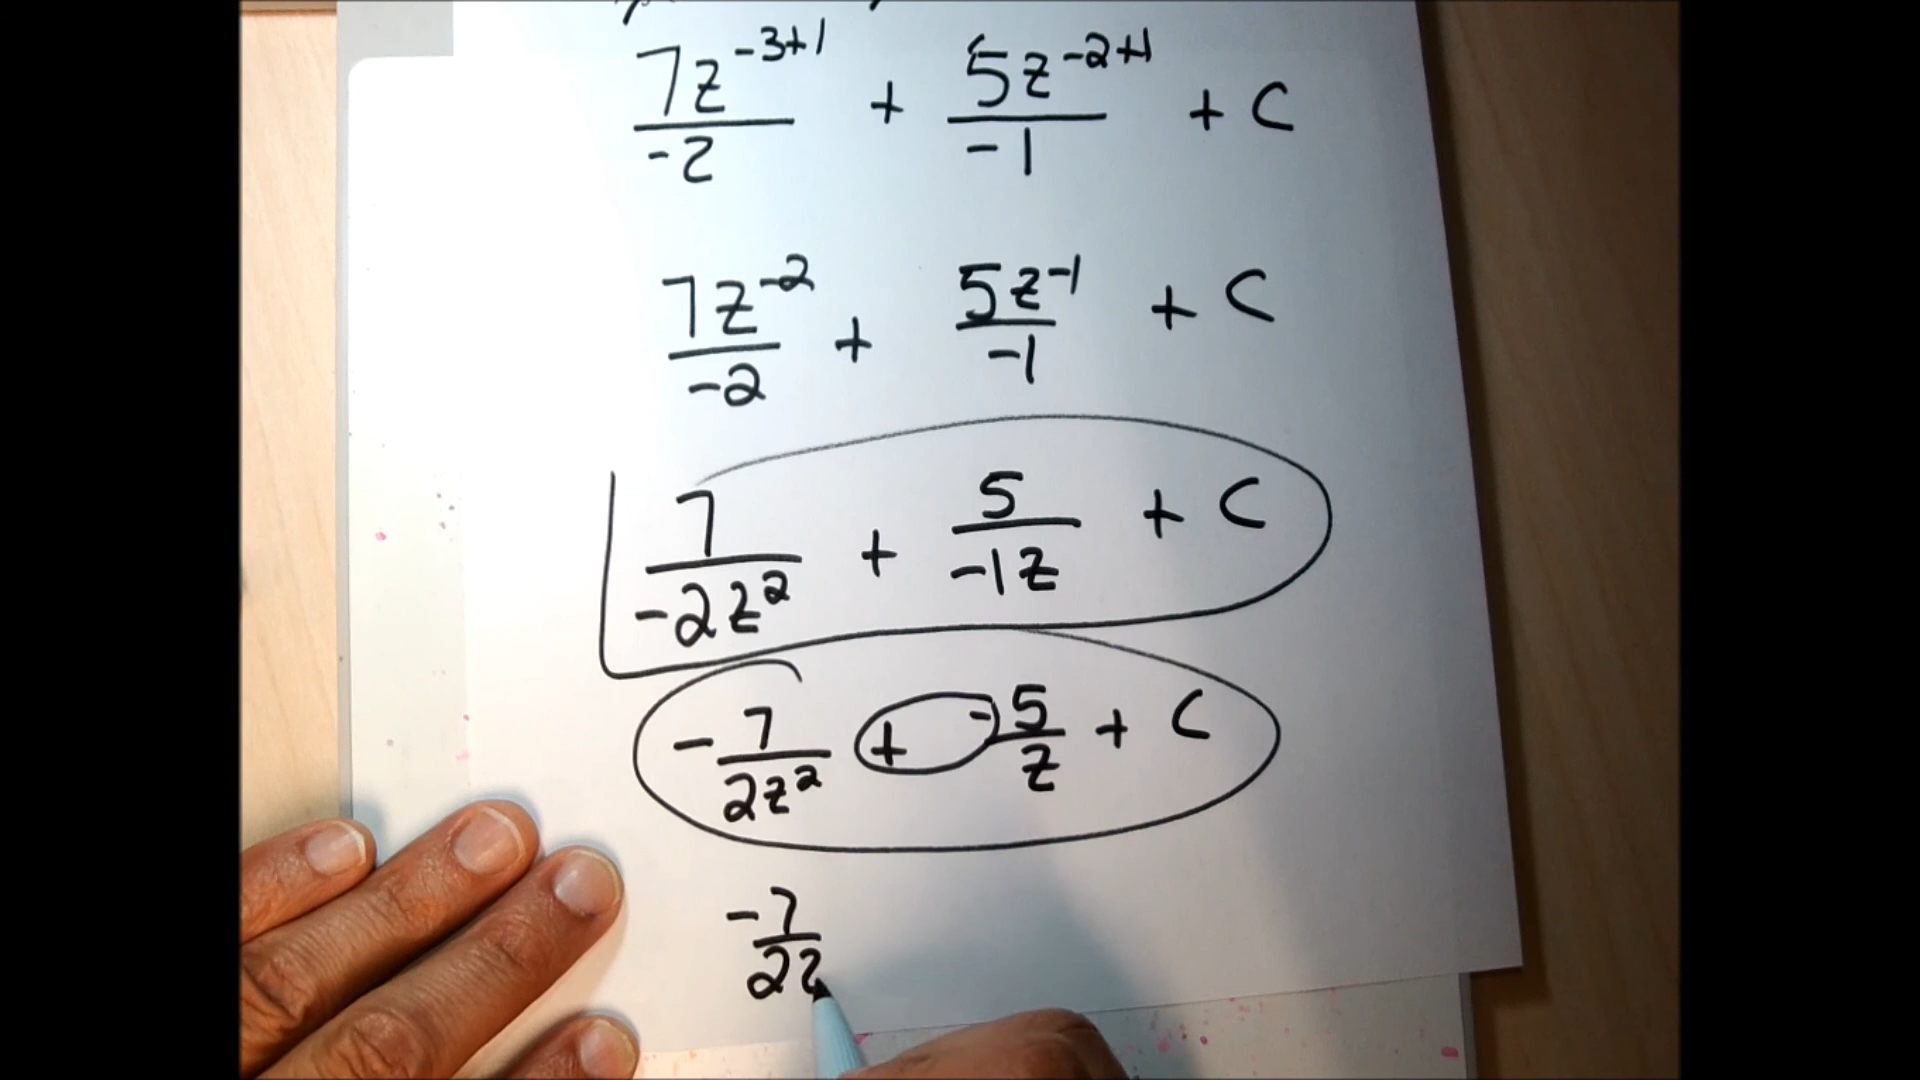 7z^-3+1/-2 + 5z^-2+1/-1 + C
7z^-2/-2 + 5z^-1/-1 + C
7/-2z^2 + 5/-1z + C
-7/2z^2 + -5/z + C
-7/2z